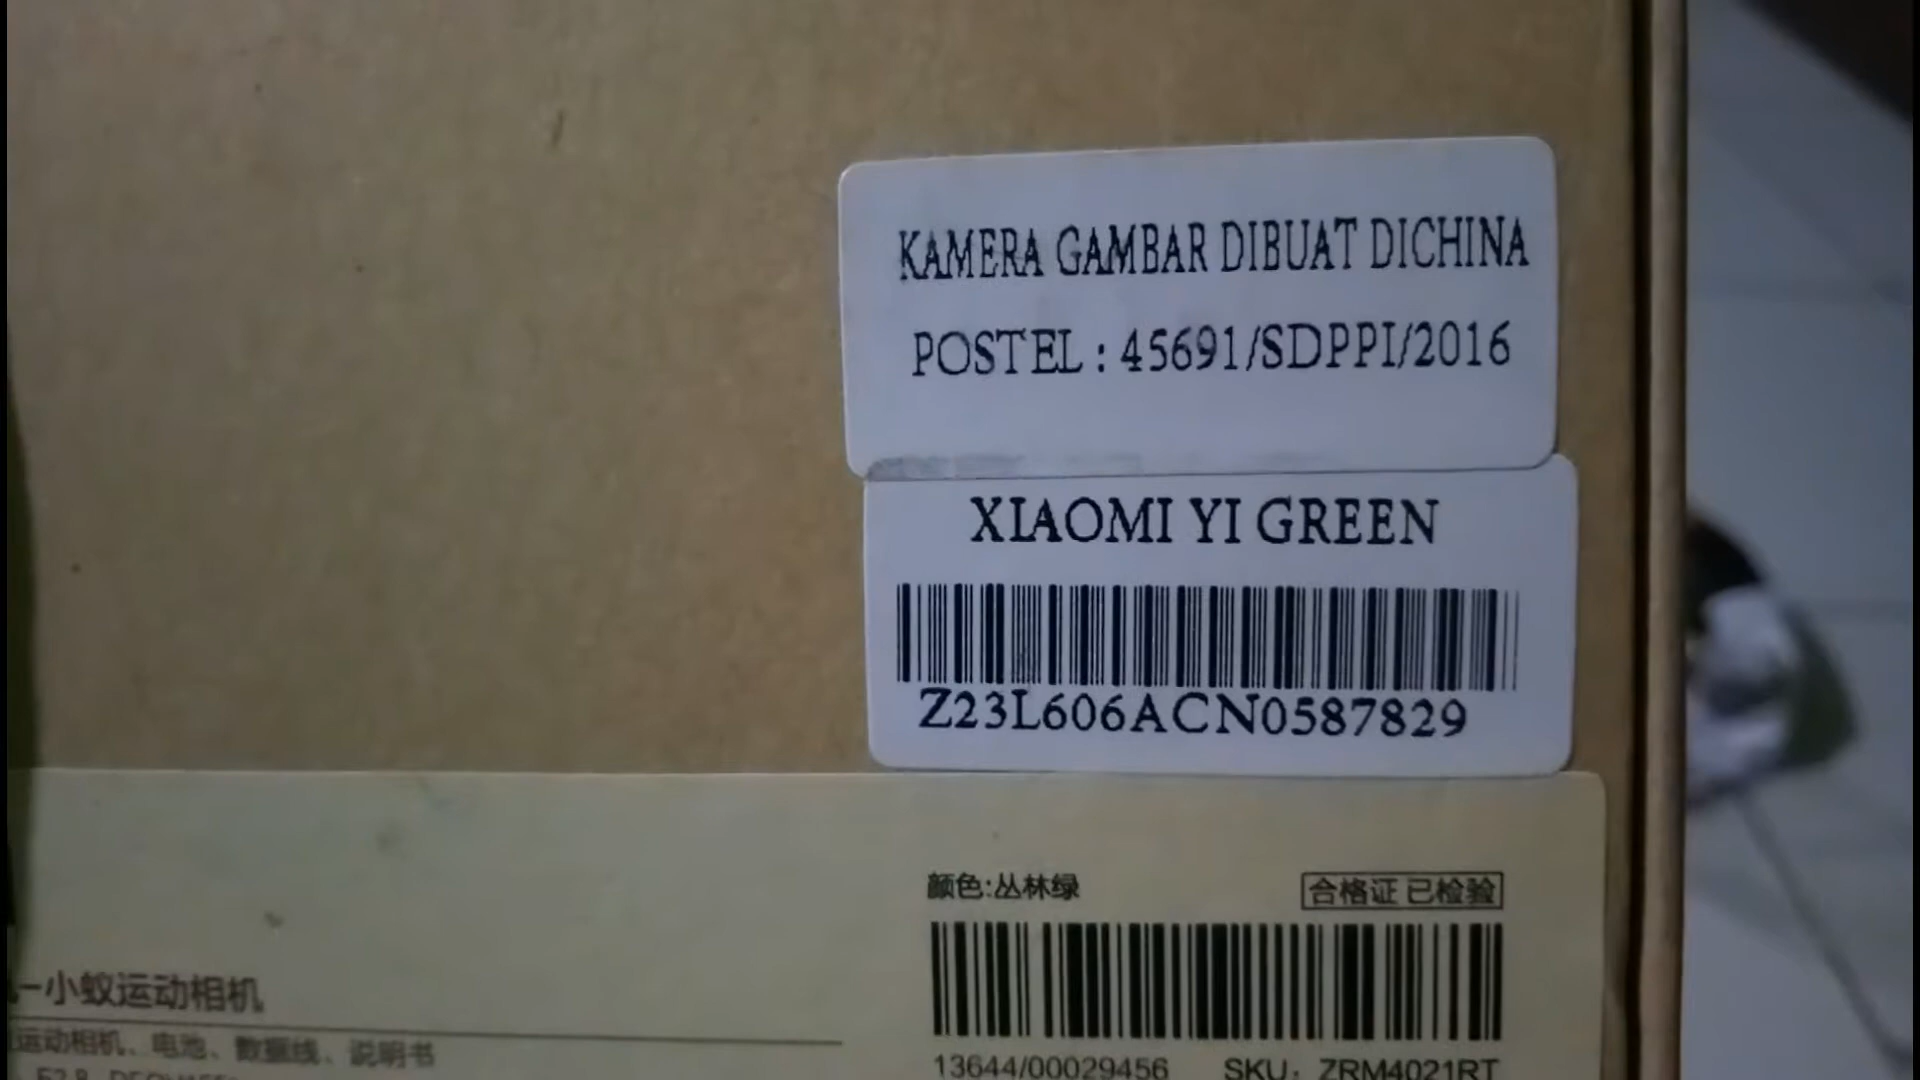 KAMERA GAMBAR DIBUAT DICHINA
POSTEL : 45691/SDPPI/2016
XIAOMI YI GREEN
Z23L606ACN0587829
颜色:丛林绿
合格证 已检验
13644/00029456 SKU: ZRM4021RT
-小蚁运动相机
运动相机、电池、数据线、说明书
F2.8